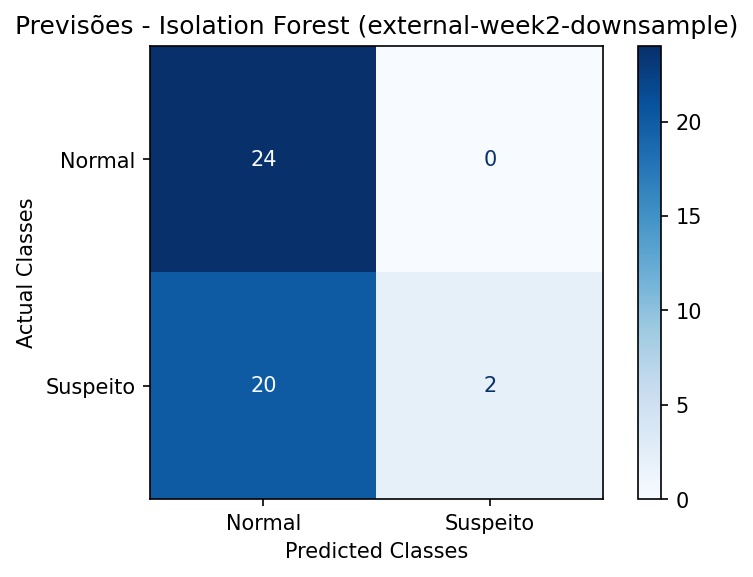 Previsões - Isolation Forest (external-week2-downsample)
Normal
24
0
Actual Classes
Suspeito
20
2
Normal
Suspeito
Predicted Classes
20
15
10
5
0